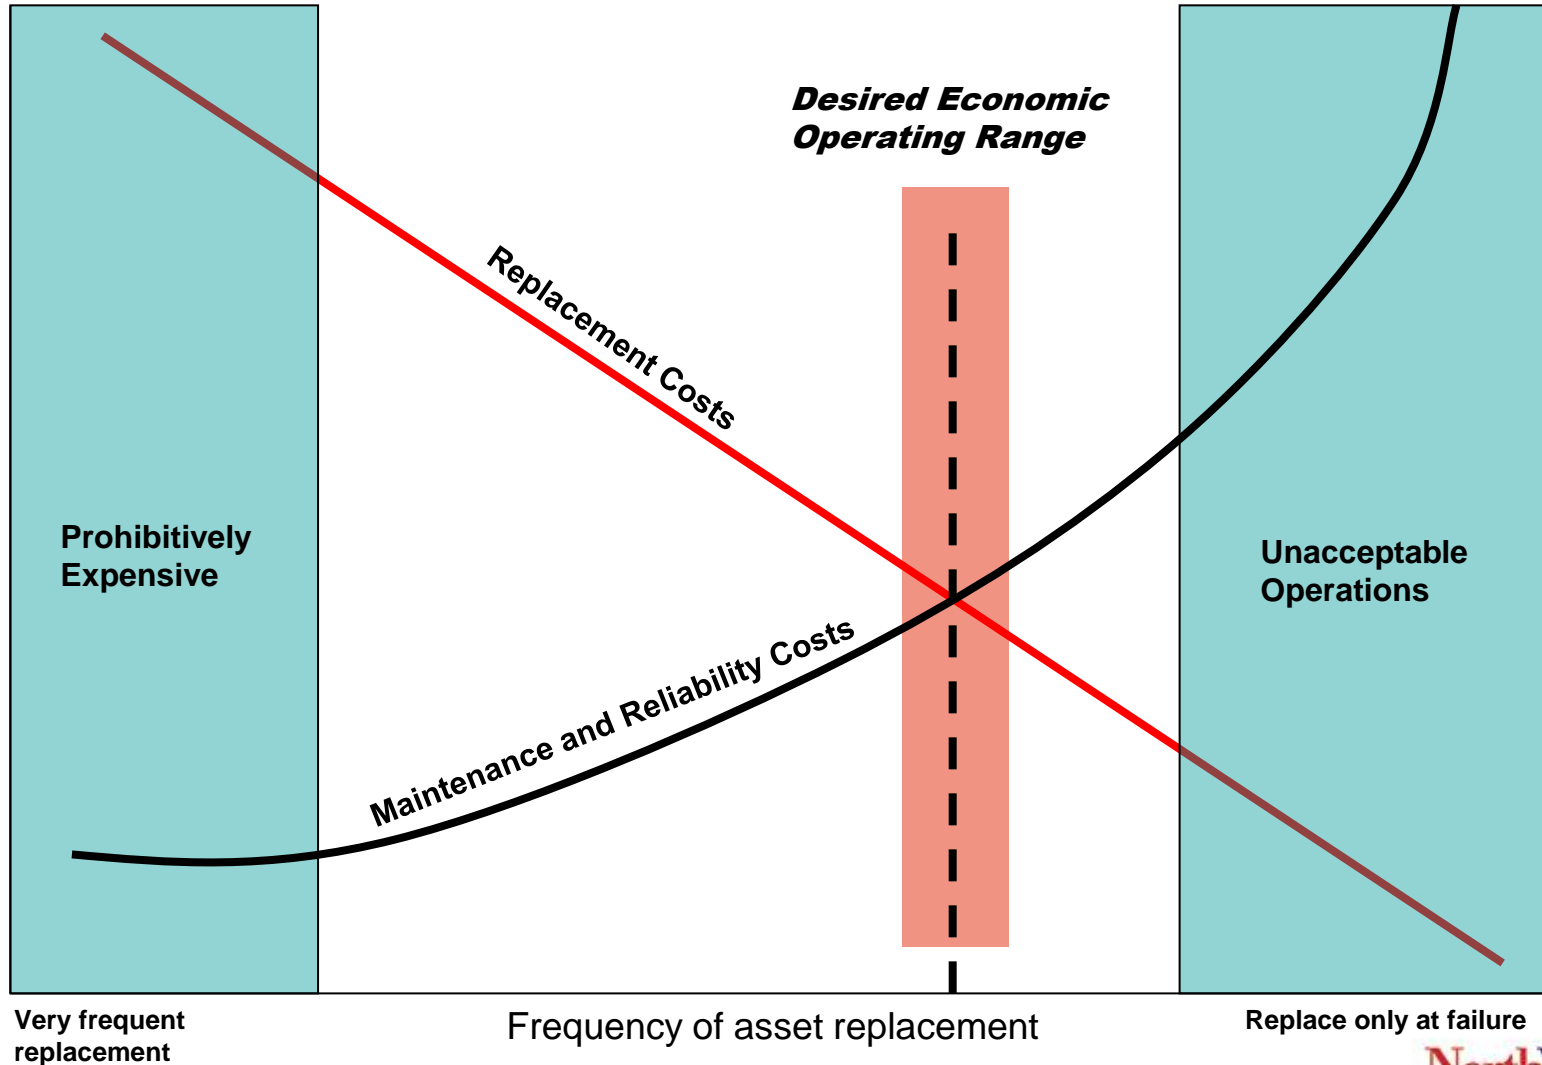 Desired Economic
Operating Range
Replacement Costs
Prohibitively
Expensive
Unacceptable
Operations
Maintenance and Reliability Costs
Very frequent
replacement
Frequency of asset replacement
Replace only at failure